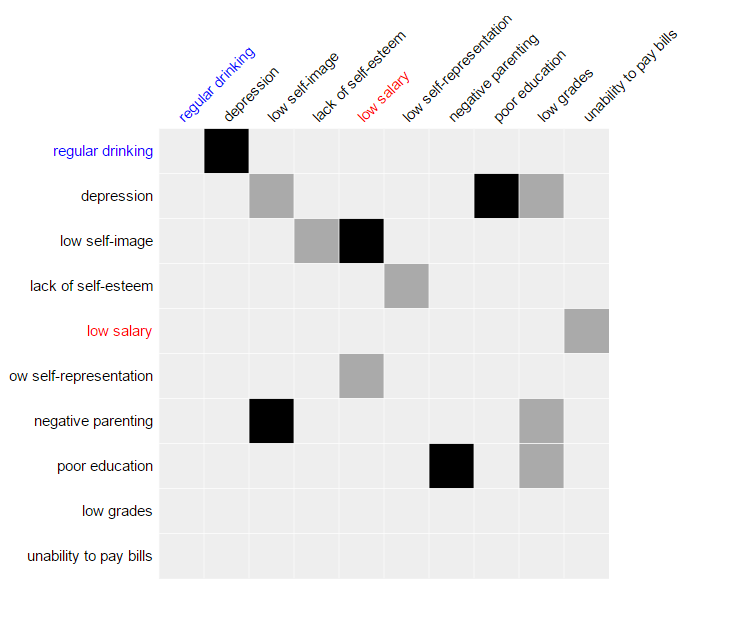 regular drinking
depression
low self-image
lack of self-esteem
low salary
low self-representation
negative parenting
poor education
low grades
unability to pay bills
regular drinking
depression
low self-image
lack of self-esteem
low salary
ow self-representation
negative parenting
poor education
low grades
unability to pay bills